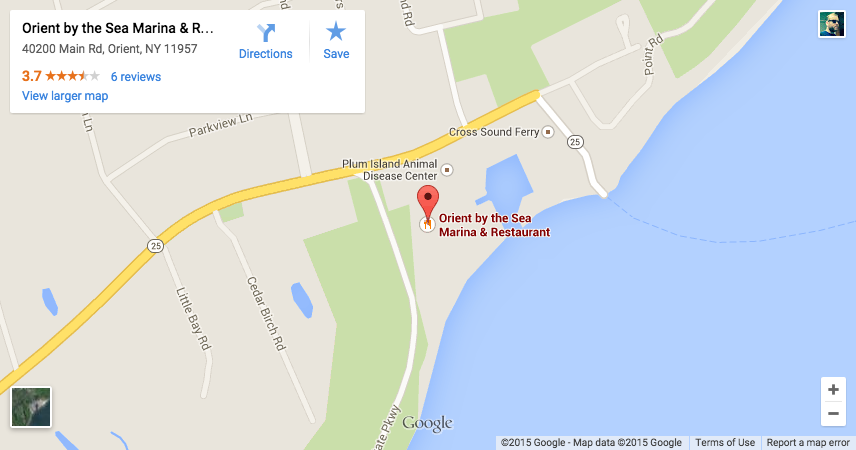 Orient by the Sea Marina & R...
40200 Main Rd, Orient, NY 11957
3.7
6 reviews
View larger map
Directions
Save
Point Rd
Ln
Parkview Ln
Cross Sound Ferry
25
Plum Island Animal
Disease Center
Orient by the Sea
Marina & Restaurant
25
Little Bay Rd
Cedar Birch Rd
ate Pkwy
Google
+
−
©2015 Google - Map data ©2015 Google
Terms of Use
Report a map error